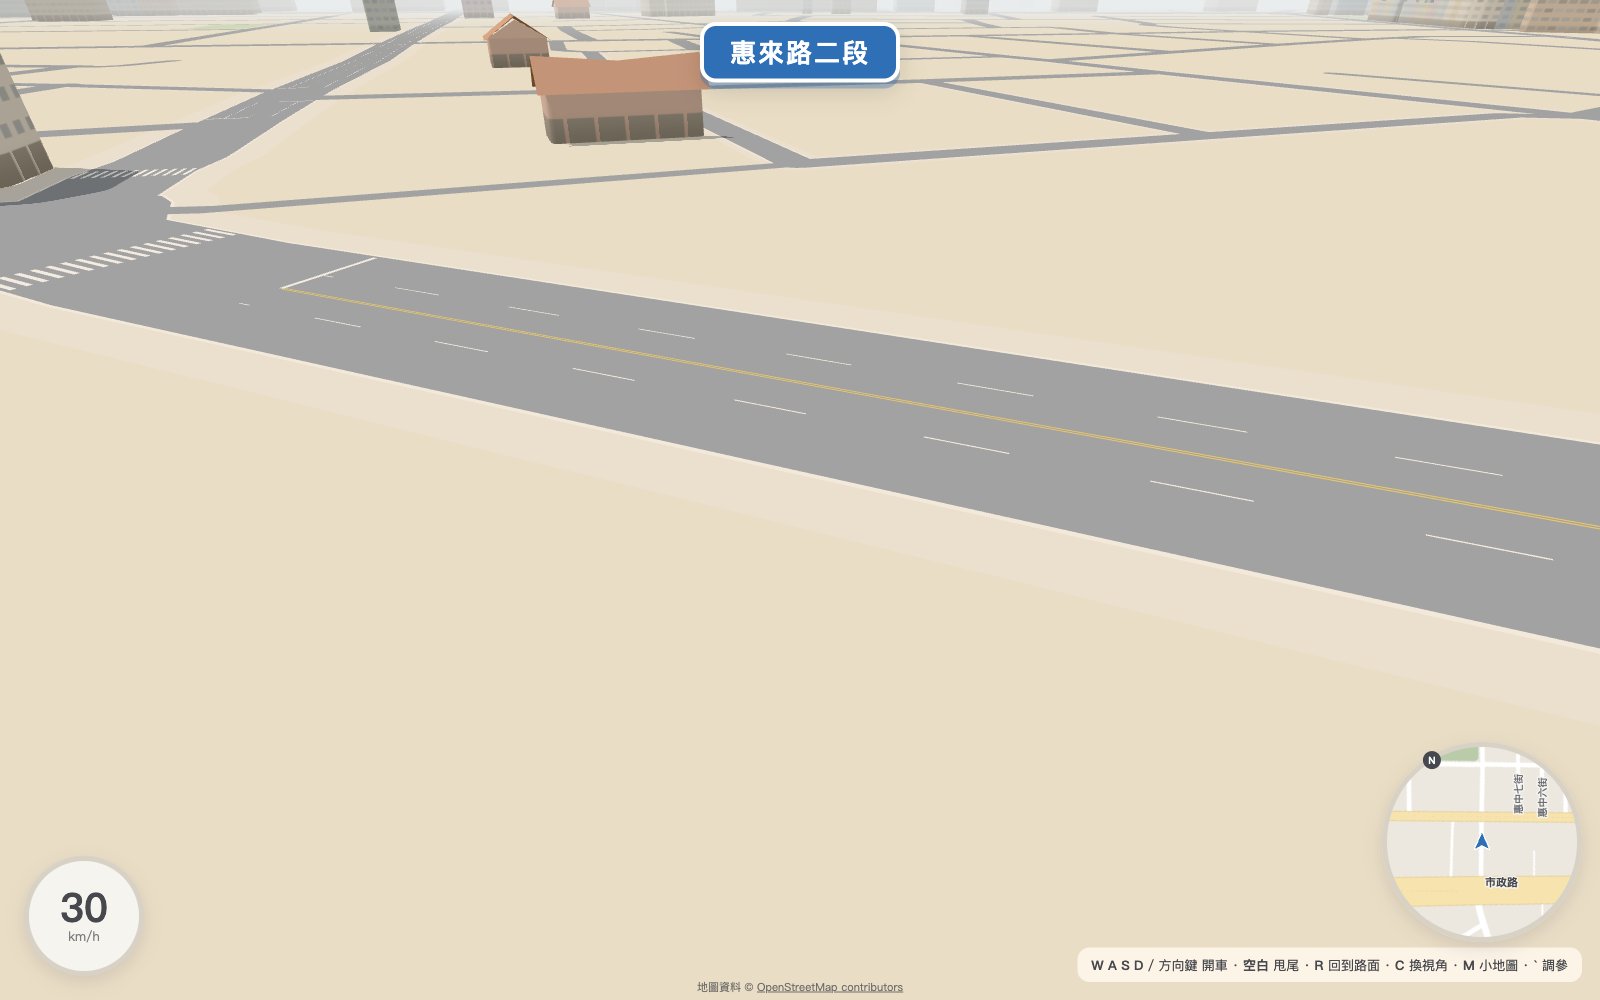 惠來路二段
N
惠中七街
惠中六街
市政路
30
km/h
W A S D / 方向鍵 開車 · 空白 甩尾 · R 回到路面 · C 換視角 · M 小地圖 · ` 調參
地圖資料 © OpenStreetMap contributors